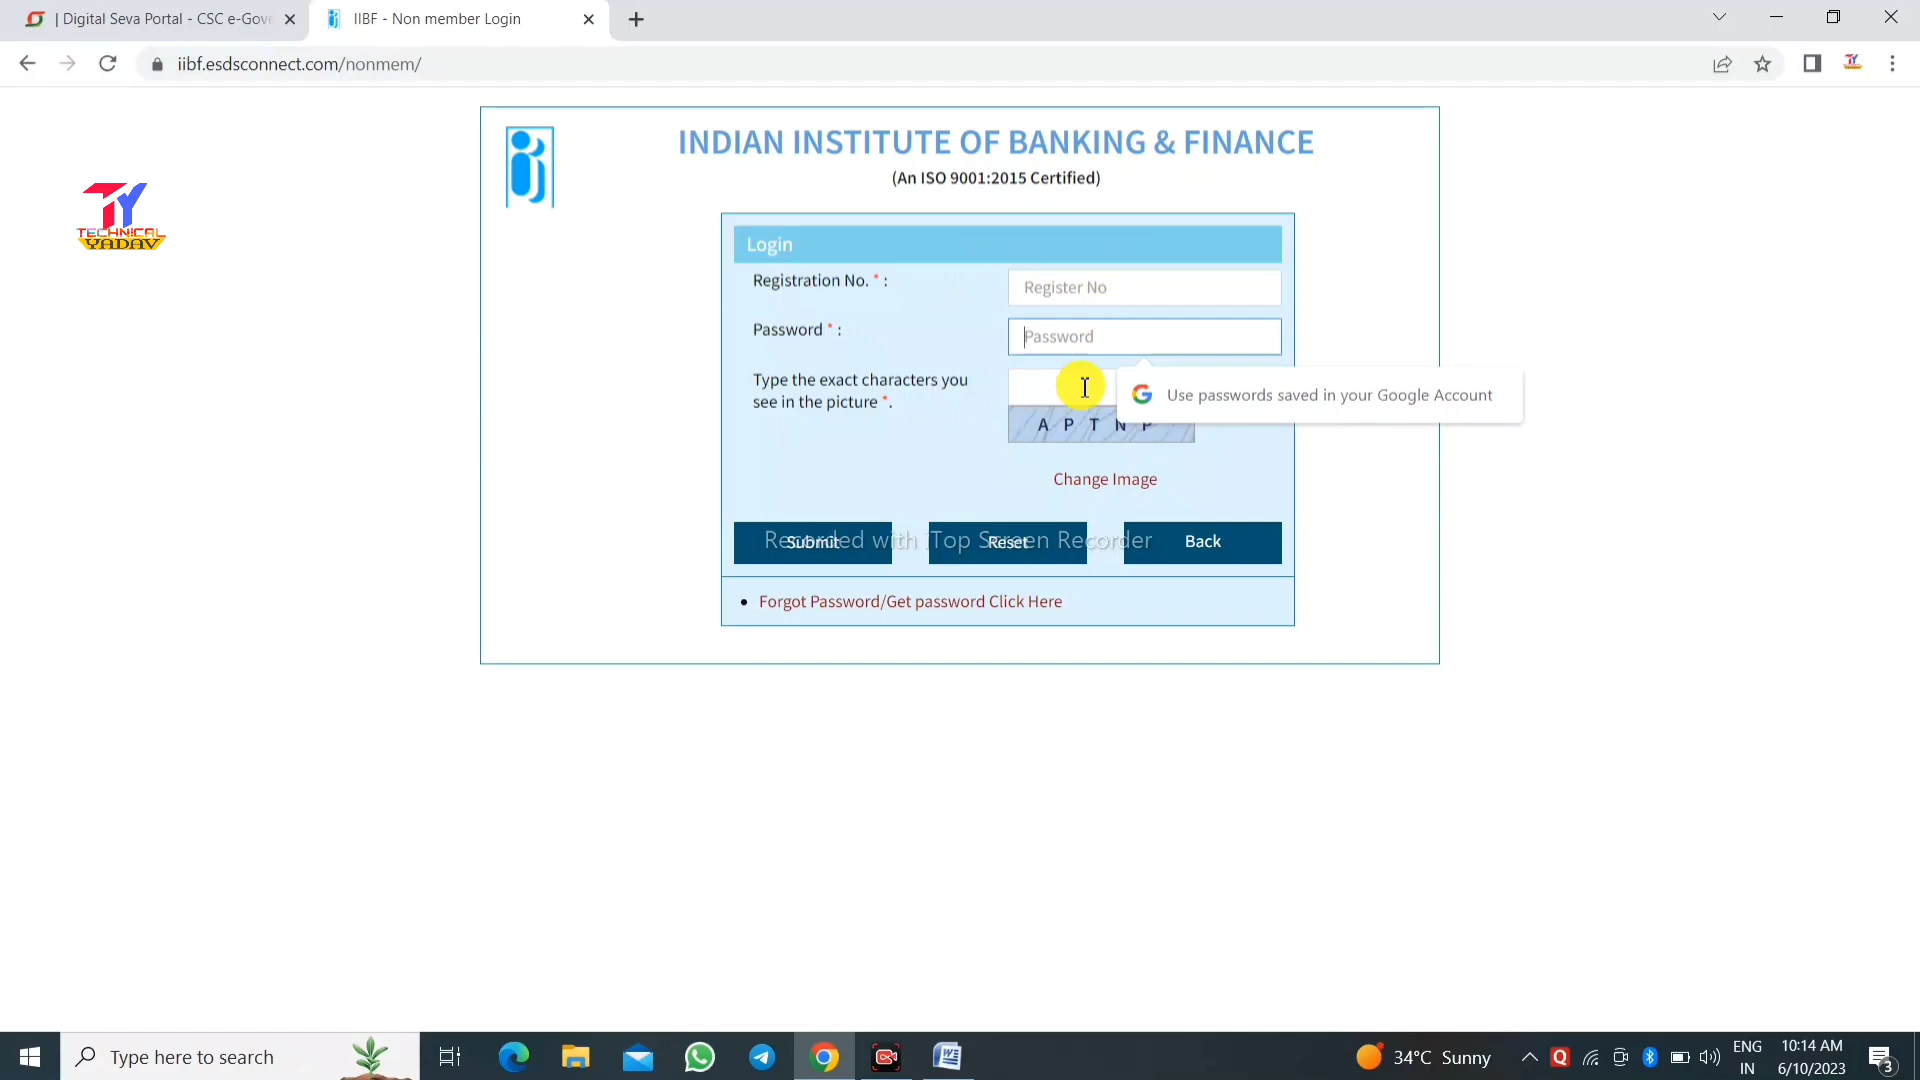 | Digital Seva Portal - CSC e-Gove
IIBF - Non member Login
iibf.esdsconnect.com/nonmem/
INDIAN INSTITUTE OF BANKING & FINANCE
(An ISO 9001:2015 Certified)
TY
TECHNICAL
YADAV
Login
Registration No. * :
Register No
Password * :
Password
Type the exact characters you
see in the picture *.
Use passwords saved in your Google Account
A P T N P
Change Image
Submit
Reset
Back
Recorded with iTop Screen Recorder
• Forgot Password/Get password Click Here
Type here to search
34°C Sunny
ENG
IN
10:14 AM
6/10/2023
3